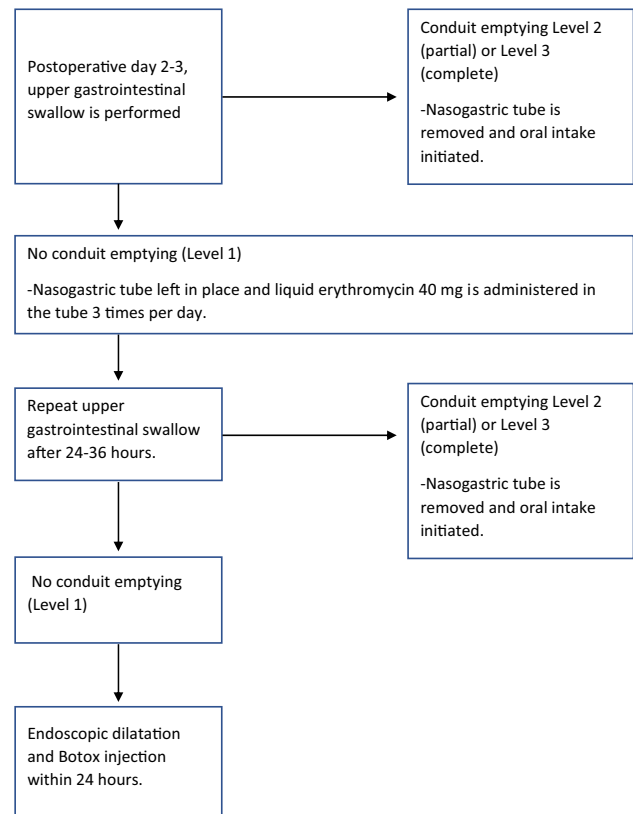 Postoperative day 2-3,
upper gastrointestinal
swallow is performed
Conduit emptying Level 2
(partial) or Level 3
(complete)
-Nasogastric tube is
removed and oral intake
initiated.
No conduit emptying (Level 1)
-Nasogastric tube left in place and liquid erythromycin 40 mg is administered in
the tube 3 times per day.
Repeat upper
gastrointestinal swallow
after 24-36 hours.
Conduit emptying Level 2
(partial) or Level 3
(complete)
-Nasogastric tube is
removed and oral intake
initiated.
No conduit emptying
(Level 1)
Endoscopic dilatation
and Botox injection
within 24 hours.